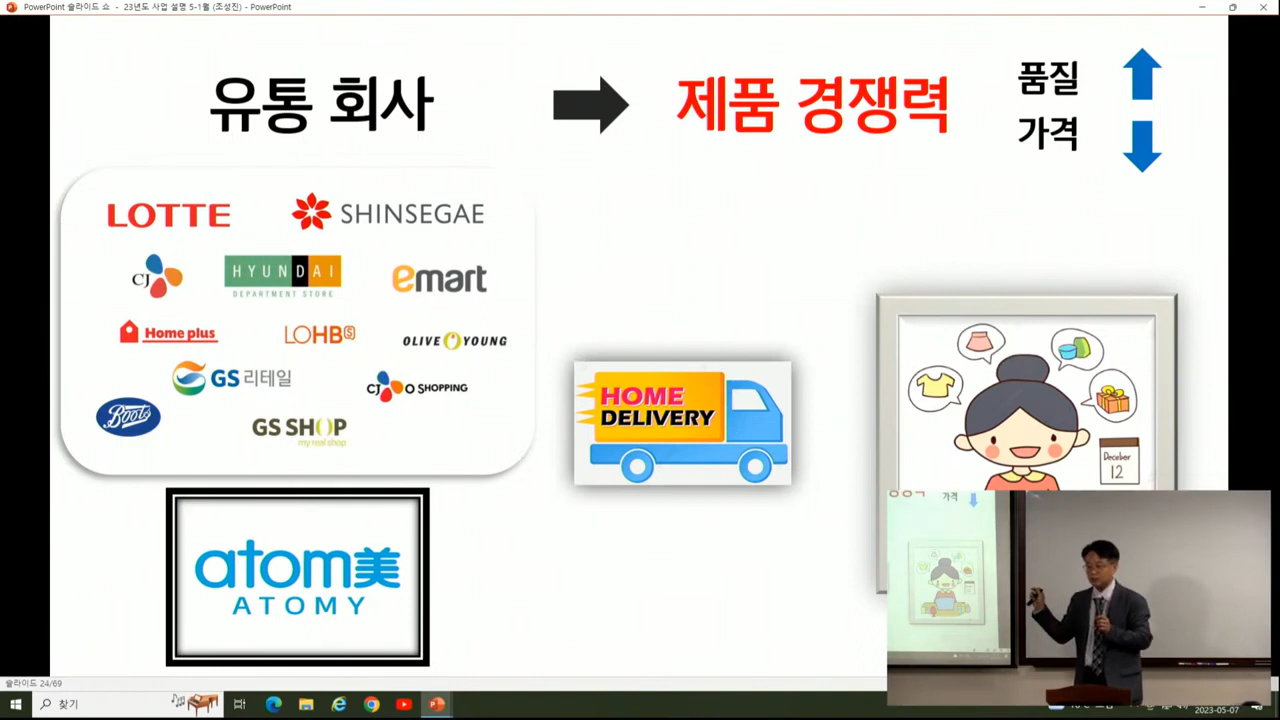 PowerPoint 슬라이드 쇼 - 23년도 사업 설명 5-1월 (조성진) - PowerPoint
유통 회사
제품 경쟁력
품질
가격
LOTTE
SHINSEGAE
CJ
HYUNDAI
DEPARTMENT STORE
emart
Home plus
LOHBS
OLIVE YOUNG
GS 리테일
CJ O SHOPPING
Boots
GS SHOP
my real shop
HOME
DELIVERY
Deceber
12
atom美
ATOMY
가격
슬라이드 24/69
찾기
2023-05-07